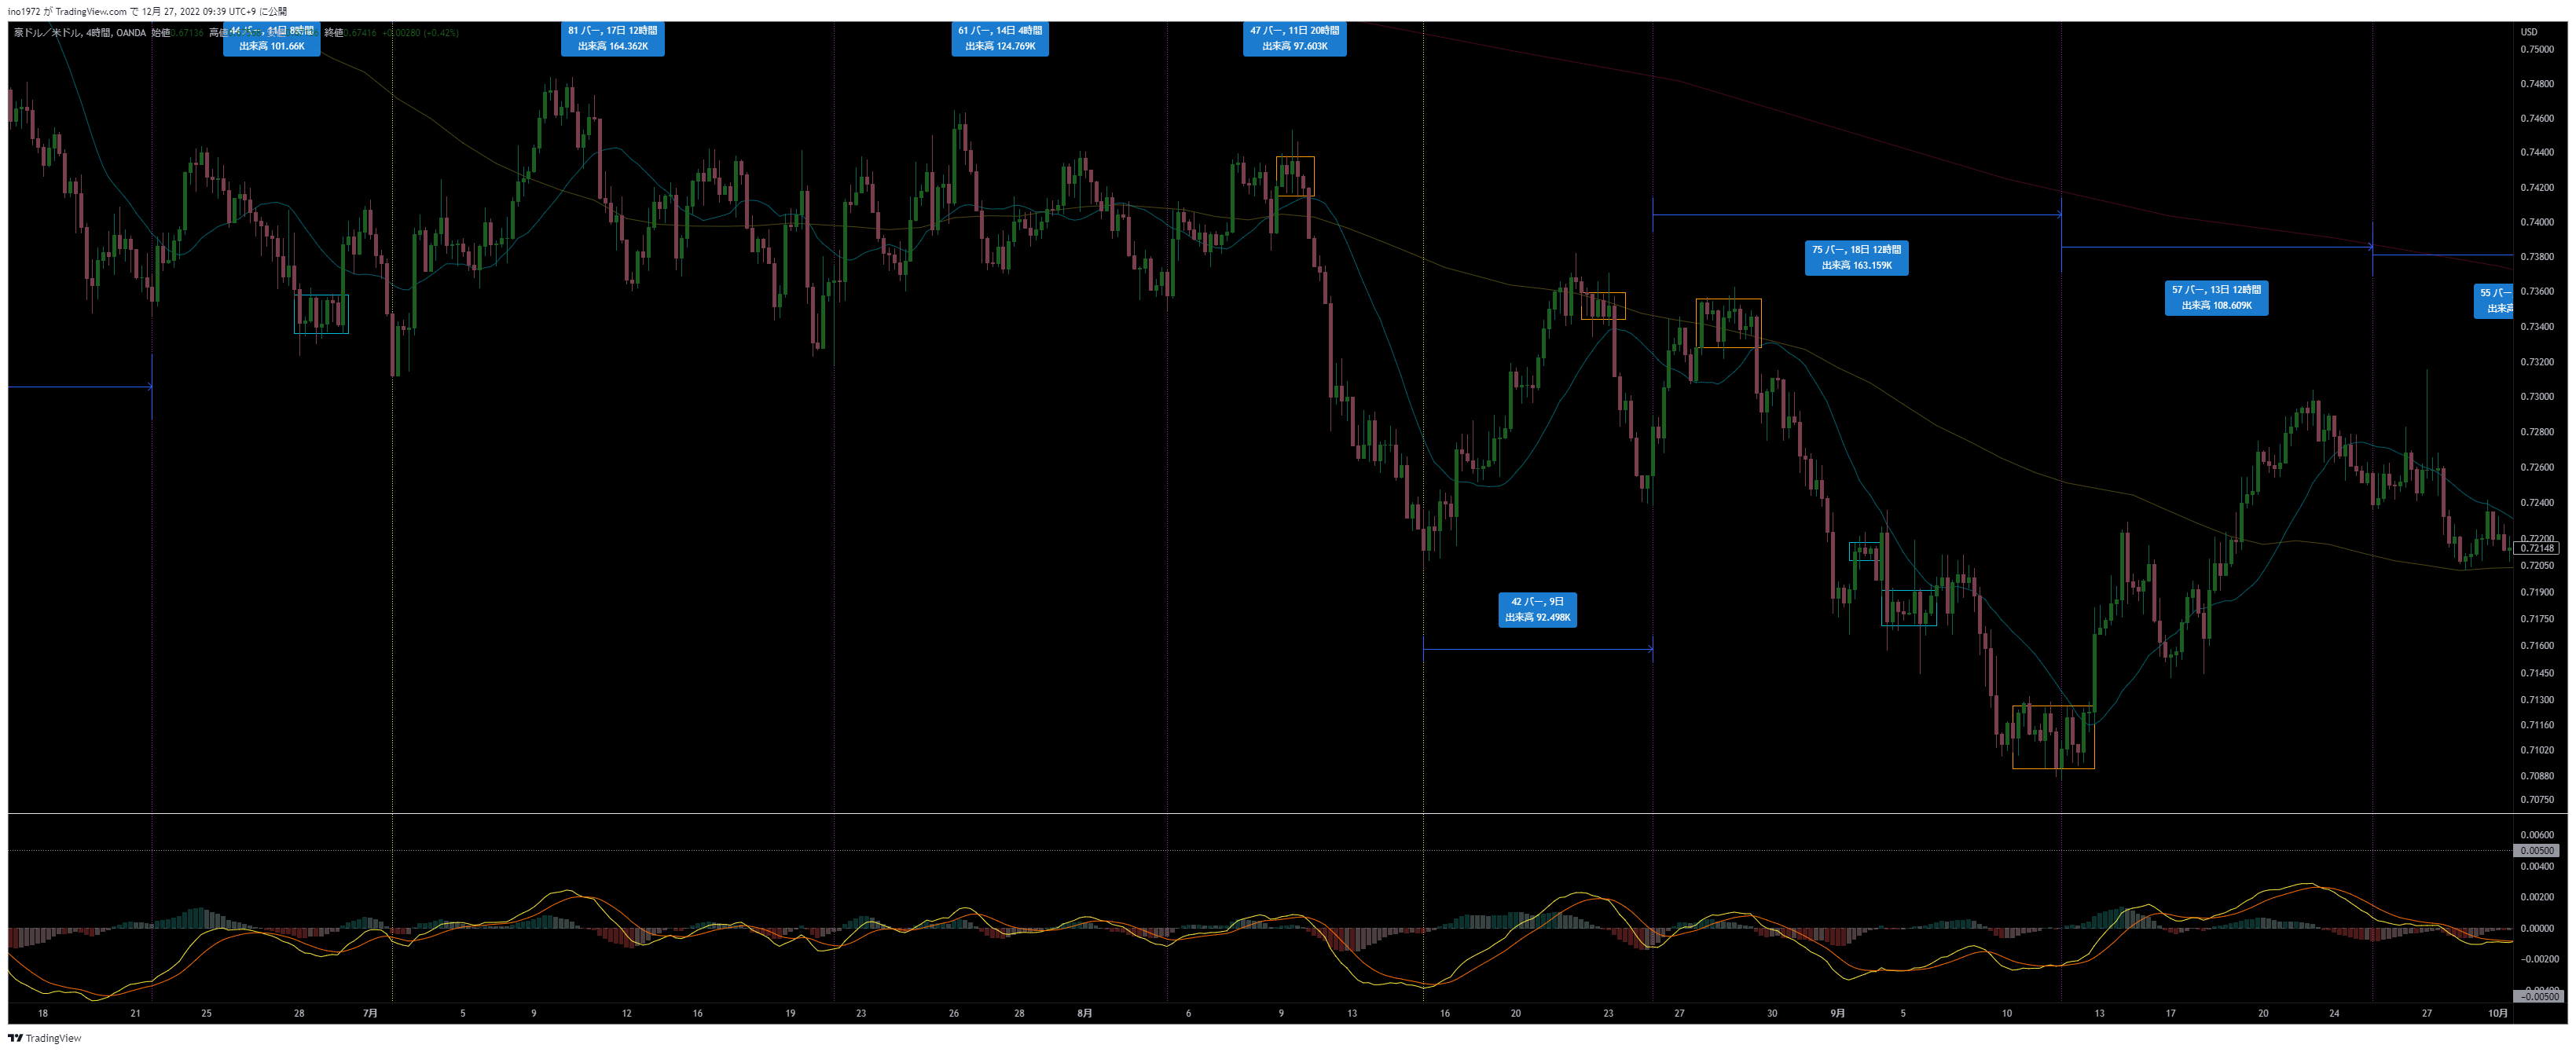 ino1972 が TradingView.com で 12月 27, 2022 09:39 UTC+9 に公開
豪ドル／米ドル, 4時間, OANDA 始値0.67136 高値 終値0.67416 +0.00280 (+0.42%)
44 バー, 11日 8時間
出来高 101.66K
81 バー, 17日 12時間
出来高 164.362K
61 バー, 14日 4時間
出来高 124.769K
47 バー, 11日 20時間
出来高 97.603K
75 バー, 18日 12時間
出来高 163.159K
57 バー, 13日 12時間
出来高 108.609K
55 バー
出来高
42 バー, 9日
出来高 92.498K
USD
0.75000
0.74800
0.74600
0.74400
0.74200
0.74000
0.73800
0.73600
0.73400
0.73200
0.73000
0.72800
0.72600
0.72400
0.72200
0.72148
0.72050
0.71900
0.71750
0.71600
0.71450
0.71300
0.71160
0.71020
0.70880
0.70750
0.00600
0.00500
0.00400
0.00200
0.00000
−0.00200
−0.00500
18 21 25 28 7月 5 9 12 16 19 23 26 28 8月 6 9 13 16 20 23 27 30 9月 5 10 13 17 20 24 27 10月
TradingView